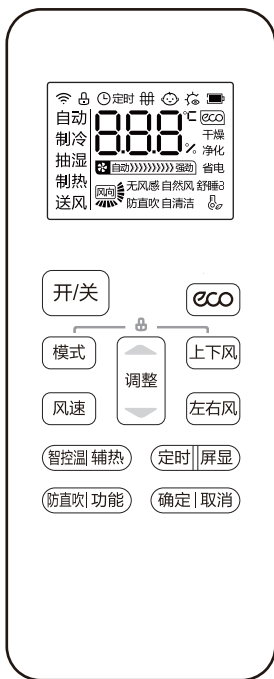 定时
自动 888 ℃ eco
制冷 干燥
抽湿 % 净化
制热 自动 强劲 省电
送风 风向 无风感 自然风 舒睡
防直吹 自清洁
开/关 eco
模式 调整 上下风
风速 左右风
智控温|辅热 定时||屏显
防直吹|功能 确定|取消